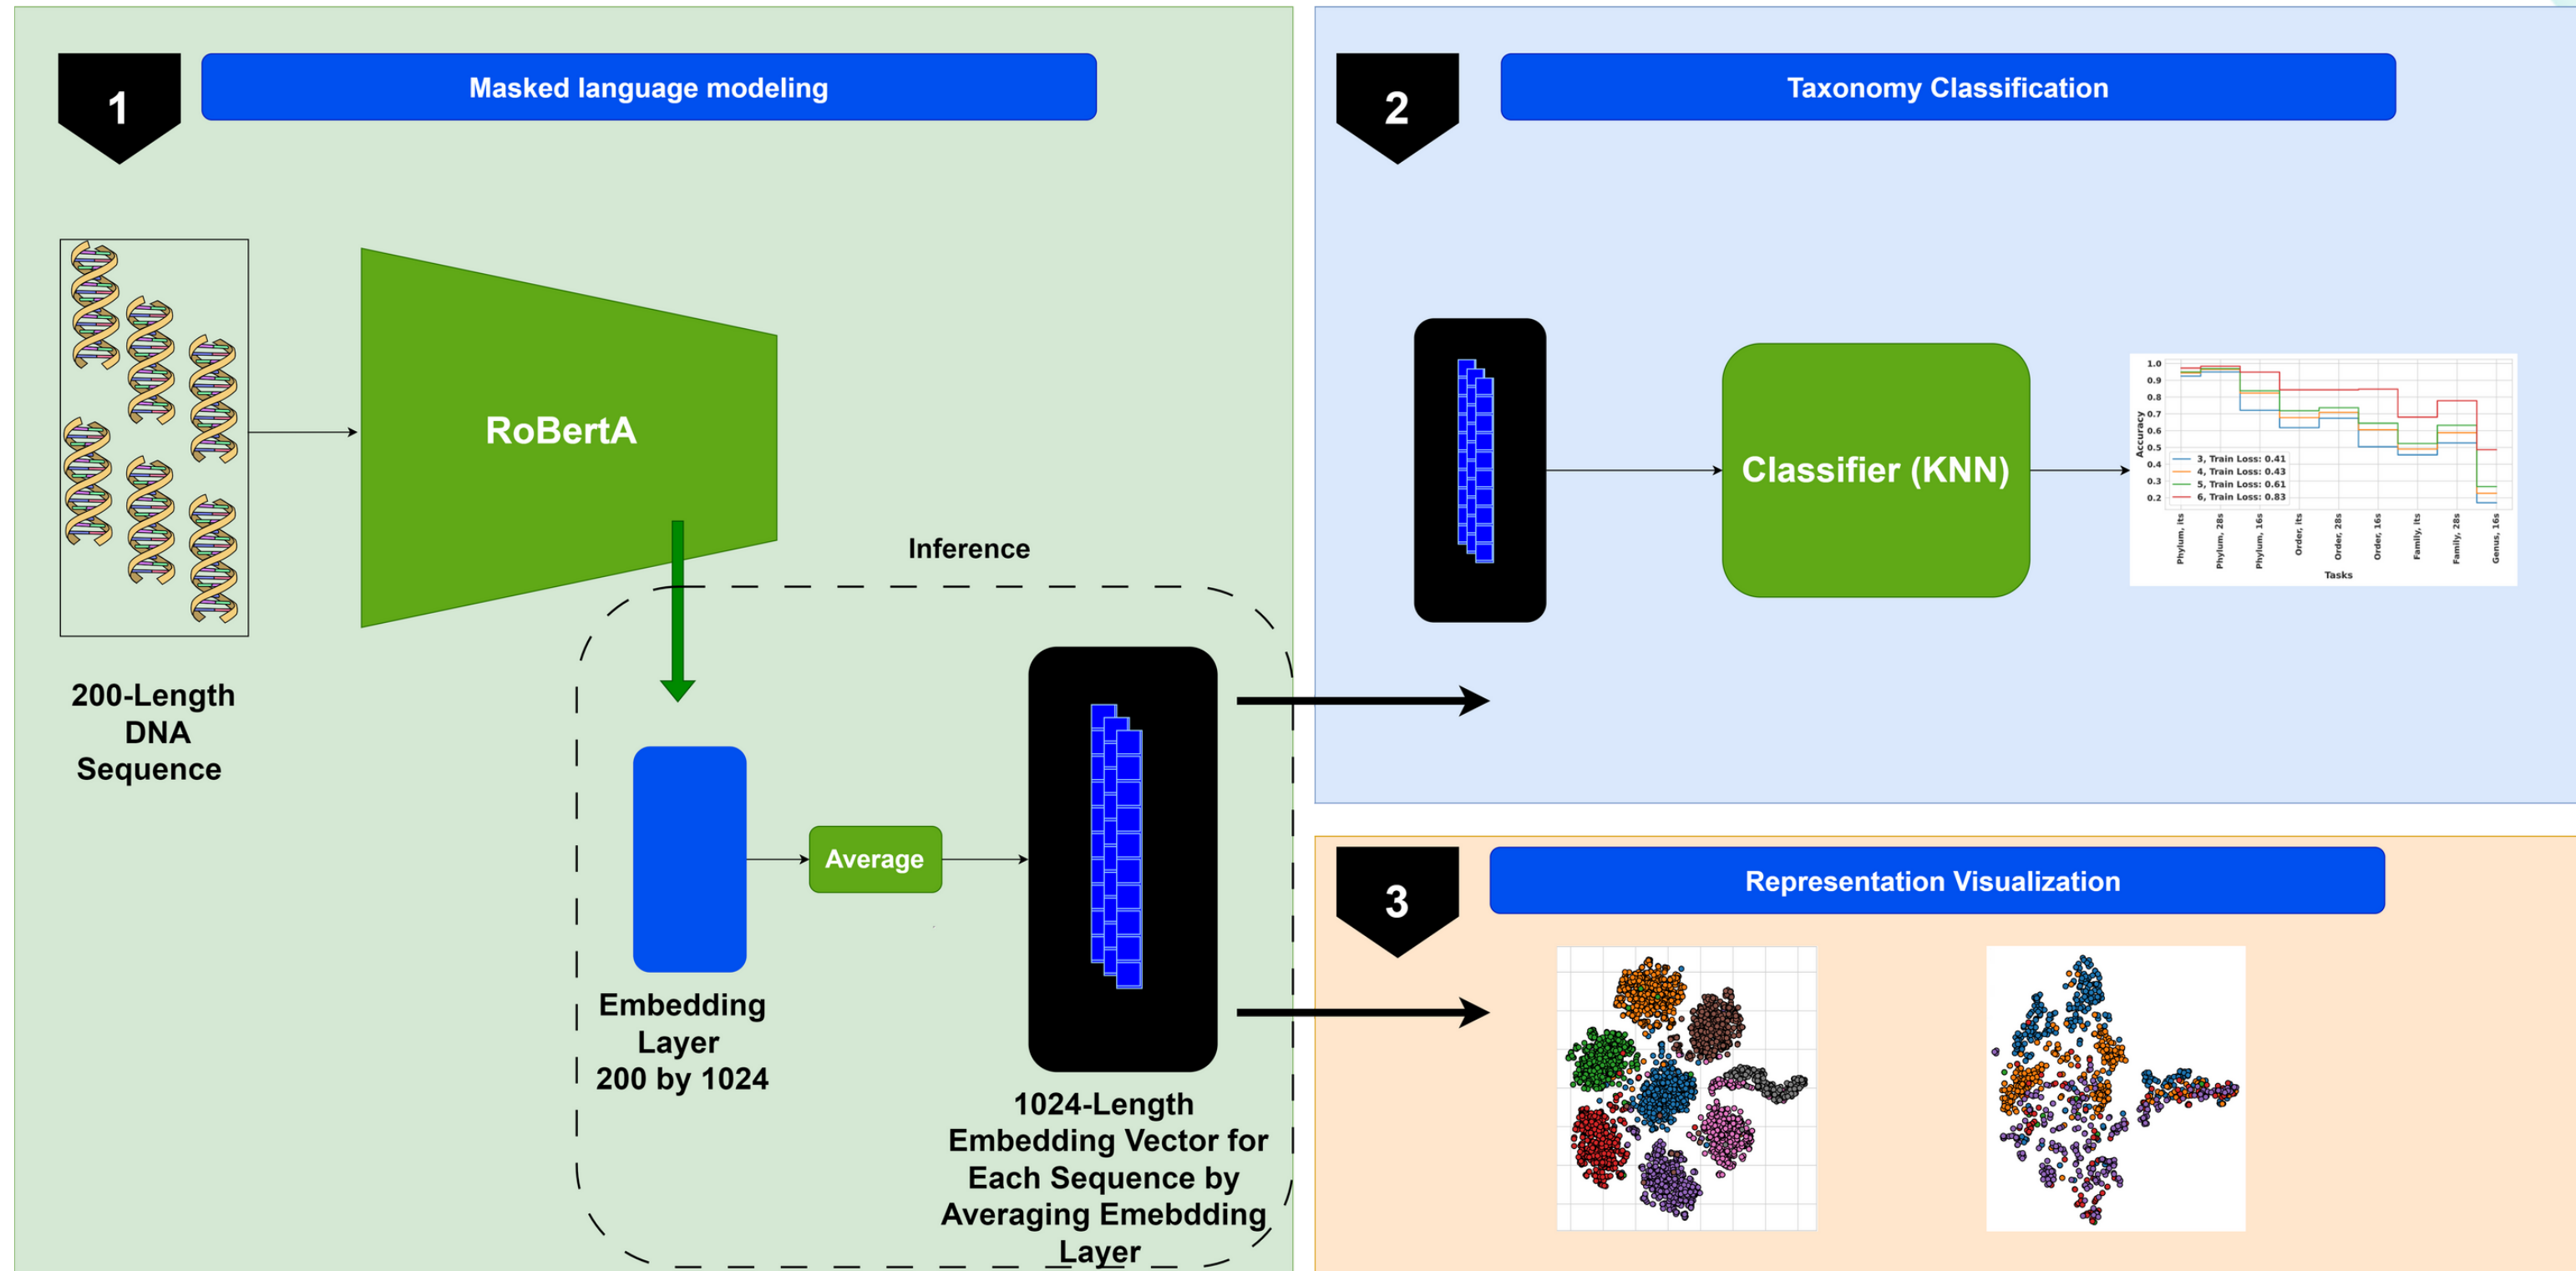 1
Masked language modeling
RoBertA
200-Length
DNA
Sequence
Inference
Average
Embedding
Layer
200 by 1024
1024-Length
Embedding Vector for
Each Sequence by
Averaging Emebdding
Layer
2
Taxonomy Classification
Classifier (KNN)
Accuracy
1.0
0.9
0.8
0.7
0.6
0.5
0.4
0.3
0.2
3, Train Loss: 0.41
4, Train Loss: 0.43
5, Train Loss: 0.61
6, Train Loss: 0.83
Phylum, its
Phylum, 28s
Phylum, 16s
Order, its
Order, 28s
Order, 16s
Family, its
Family, 28s
Genus, 16s
Tasks
3
Representation Visualization